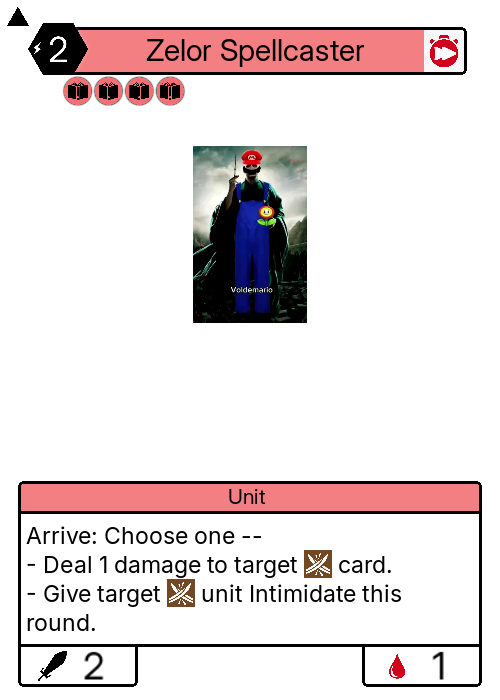 2 Zelor Spellcaster
Voldemario
Unit
Arrive: Choose one --
- Deal 1 damage to target card.
- Give target unit Intimidate this
round.
2
1